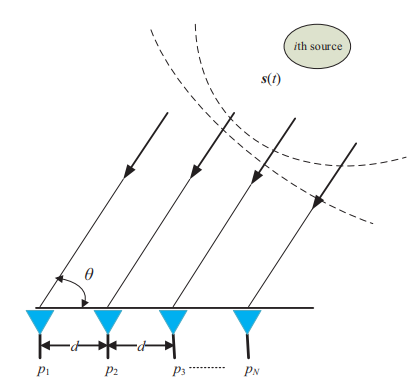 ith source
s(t)
θ
d d
p1 p2 p3 ........ pN